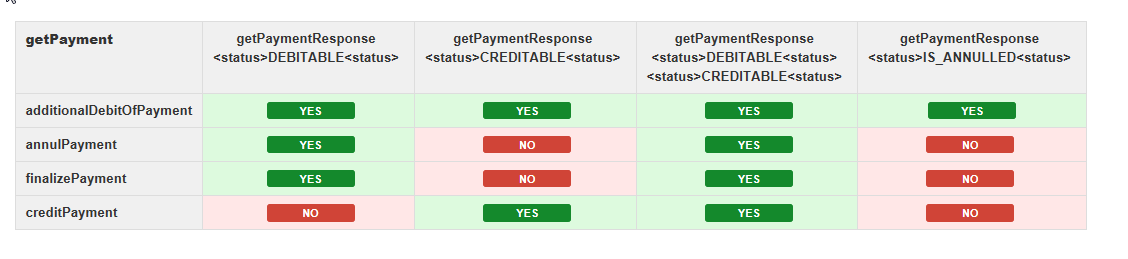 getPayment
getPaymentResponse
<status>DEBITABLE<status>
getPaymentResponse
<status>CREDITABLE<status>
getPaymentResponse
<status>DEBITABLE<status>
<status>CREDITABLE<status>
getPaymentResponse
<status>IS_ANNULLED<status>
additionalDebitOfPayment YES YES YES YES
annulPayment YES NO YES NO
finalizePayment YES NO YES NO
creditPayment NO YES YES NO